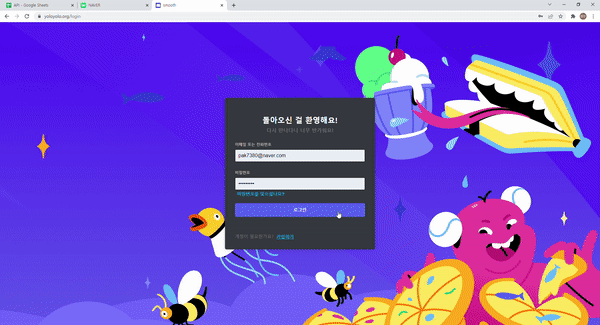 API - Google Sheets
NAVER
smooth
yoloyolo.org/login
돌아오신 걸 환영해요!
다시 만나다니 너무 반가워요!
이메일 또는 전화번호
pak7380@naver.com
비밀번호
비밀번호를 잊으셨나요?
로그인
계정이 필요한가요? 가입하기